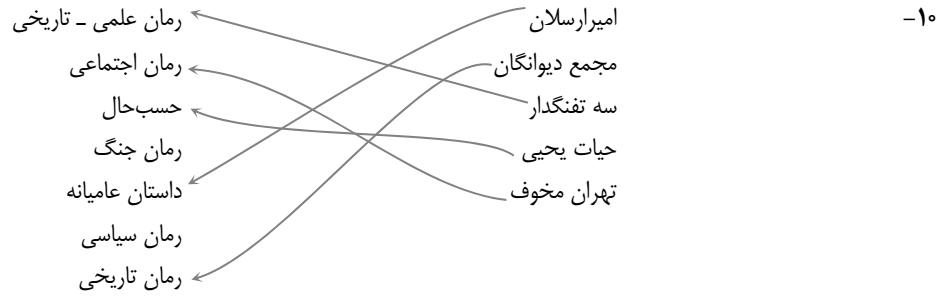 ۱۰– امیرارسلان رمان علمی ـ تاریخی
مجمع دیوانگان رمان اجتماعی
سه تفنگدار حسب‌حال
حیات یحیی رمان جنگ
تهران مخوف داستان عامیانه
رمان سیاسی
رمان تاریخی